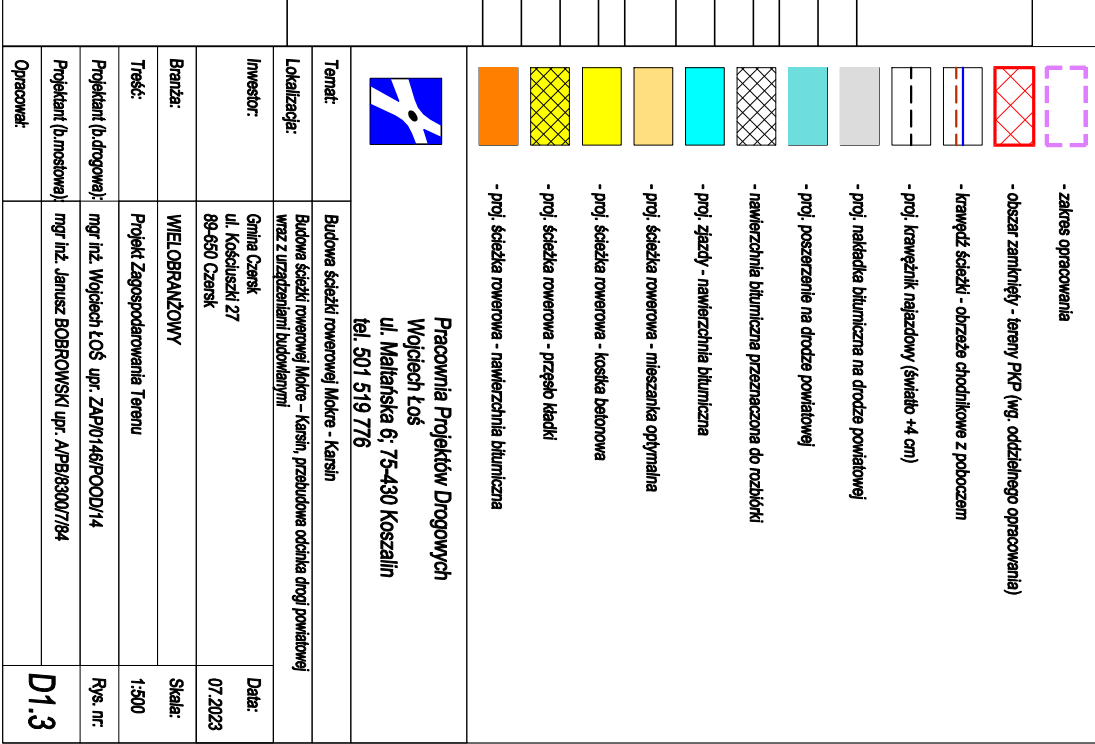 - zakres opracowania
- obszar zamknięty - tereny PKP (wg. oddzielnego opracowania)
- krawędź ścieżki - obrzeże chodnikowe z poboczem
- proj. krawężnik najazdowy (światło +4 cm)
- proj. nakładka bitumiczna na drodze powiatowej
- proj. poszerzenie na drodze powiatowej
- nawierzchnia bitumiczna przeznaczona do rozbiórki
- proj. zjazdy - nawierzchnia bitumiczna
- proj. ścieżka rowerowa - mieszanka optymalna
- proj. ścieżka rowerowa - kostka betonowa
- proj. ścieżka rowerowa - przęsło kładki
- proj. ścieżka rowerowa - nawierzchnia bitumiczna
Pracownia Projektów Drogowych
Wojciech Łoś
ul. Maltańska 6; 75-430 Koszalin
tel. 501 519 776
Temat: Budowa ścieżki rowerowej Mokre - Karsin
Lokalizacja: Budowa ścieżki rowerowej Mokre – Karsin, przebudowa odcinka drogi powiatowej
wraz z urządzeniami budowlanymi
Inwestor: Gmina Czersk
ul. Kościuszki 27
89-650 Czersk
Data:
07.2023
Branża: WIELOBRANŻOWY
Skala:
Treść: Projekt Zagospodarowania Terenu
1:500
Projektant (b.drogowa): mgr inż. Wojciech ŁOŚ upr. ZAP/0146/POOD/14
Rys. nr:
Projektant (b.mostowa): mgr inż. Janusz BOBROWSKI upr. A/PB/8300/7/84
Opracował:
D1.3